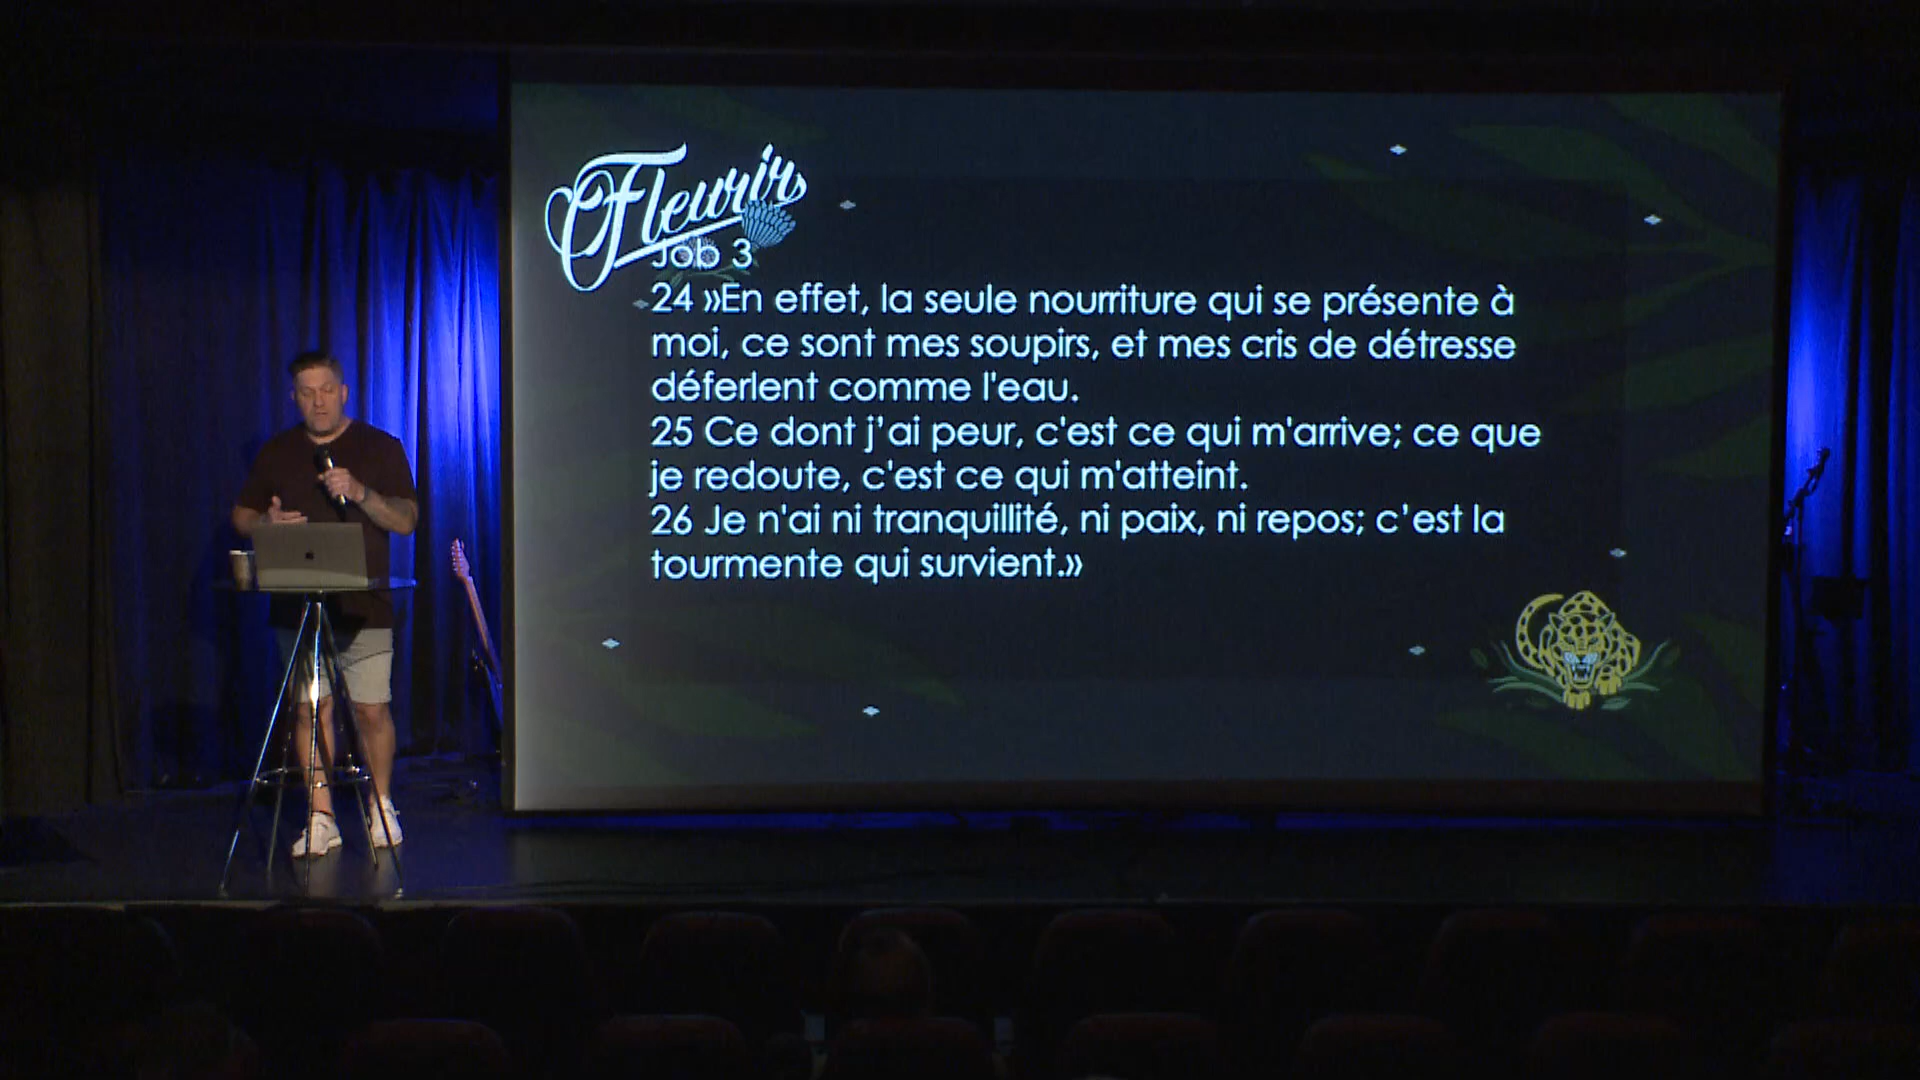 Fleurir
Job 3
24 »En effet, la seule nourriture qui se présente à
moi, ce sont mes soupirs, et mes cris de détresse
déferlent comme l'eau.
25 Ce dont j’ai peur, c'est ce qui m'arrive; ce que
je redoute, c'est ce qui m'atteint.
26 Je n'ai ni tranquillité, ni paix, ni repos; c’est la
tourmente qui survient.»